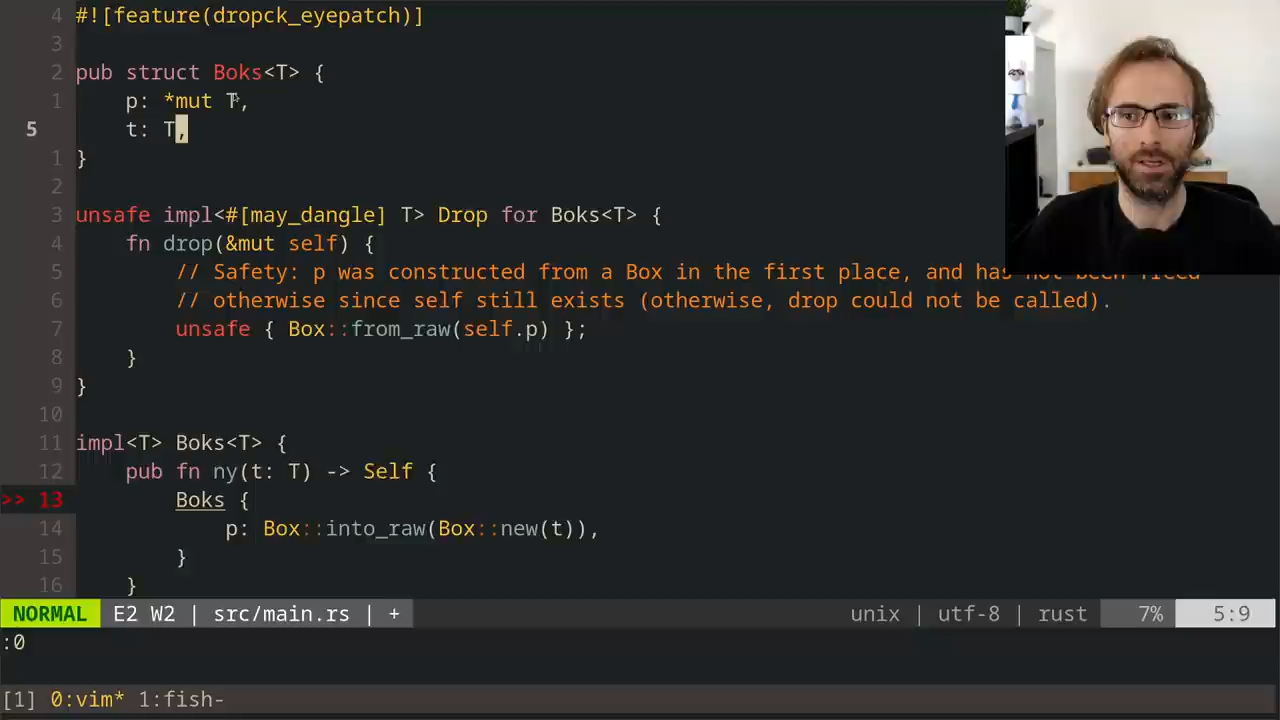 4 #![feature(dropck_eyepatch)]
3
2 pub struct Boks<T> {
1     p: *mut T,
5     t: T,
1 }
2
3 unsafe impl<#[may_dangle] T> Drop for Boks<T> {
4     fn drop(&mut self) {
5         // Safety: p was constructed from a Box in the first place, and has not been freed
6         // otherwise since self still exists (otherwise, drop could not be called).
7         unsafe { Box::from_raw(self.p) };
8     }
9 }
10
11 impl<T> Boks<T> {
12     pub fn ny(t: T) -> Self {
>> 13         Boks {
14             p: Box::into_raw(Box::new(t)),
15         }
16     }
NORMAL E2 W2 | src/main.rs | + unix | utf-8 | rust 7% 5:9
:0
[1] 0:vim* 1:fish-